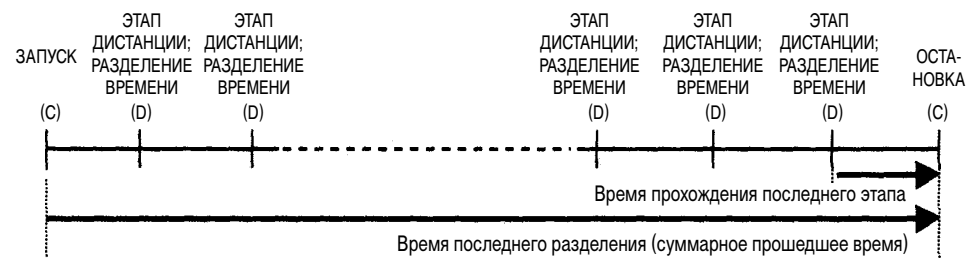 ЗАПУСК
(C)
ЭТАП
ДИСТАНЦИИ;
РАЗДЕЛЕНИЕ
ВРЕМЕНИ
(D)
ЭТАП
ДИСТАНЦИИ;
РАЗДЕЛЕНИЕ
ВРЕМЕНИ
(D)
ЭТАП
ДИСТАНЦИИ;
РАЗДЕЛЕНИЕ
ВРЕМЕНИ
(D)
ЭТАП
ДИСТАНЦИИ;
РАЗДЕЛЕНИЕ
ВРЕМЕНИ
(D)
ЭТАП
ДИСТАНЦИИ;
РАЗДЕЛЕНИЕ
ВРЕМЕНИ
(D)
ОСТА-
НОВКА
(C)
Время прохождения последнего этапа
Время последнего разделения (суммарное прошедшее время)